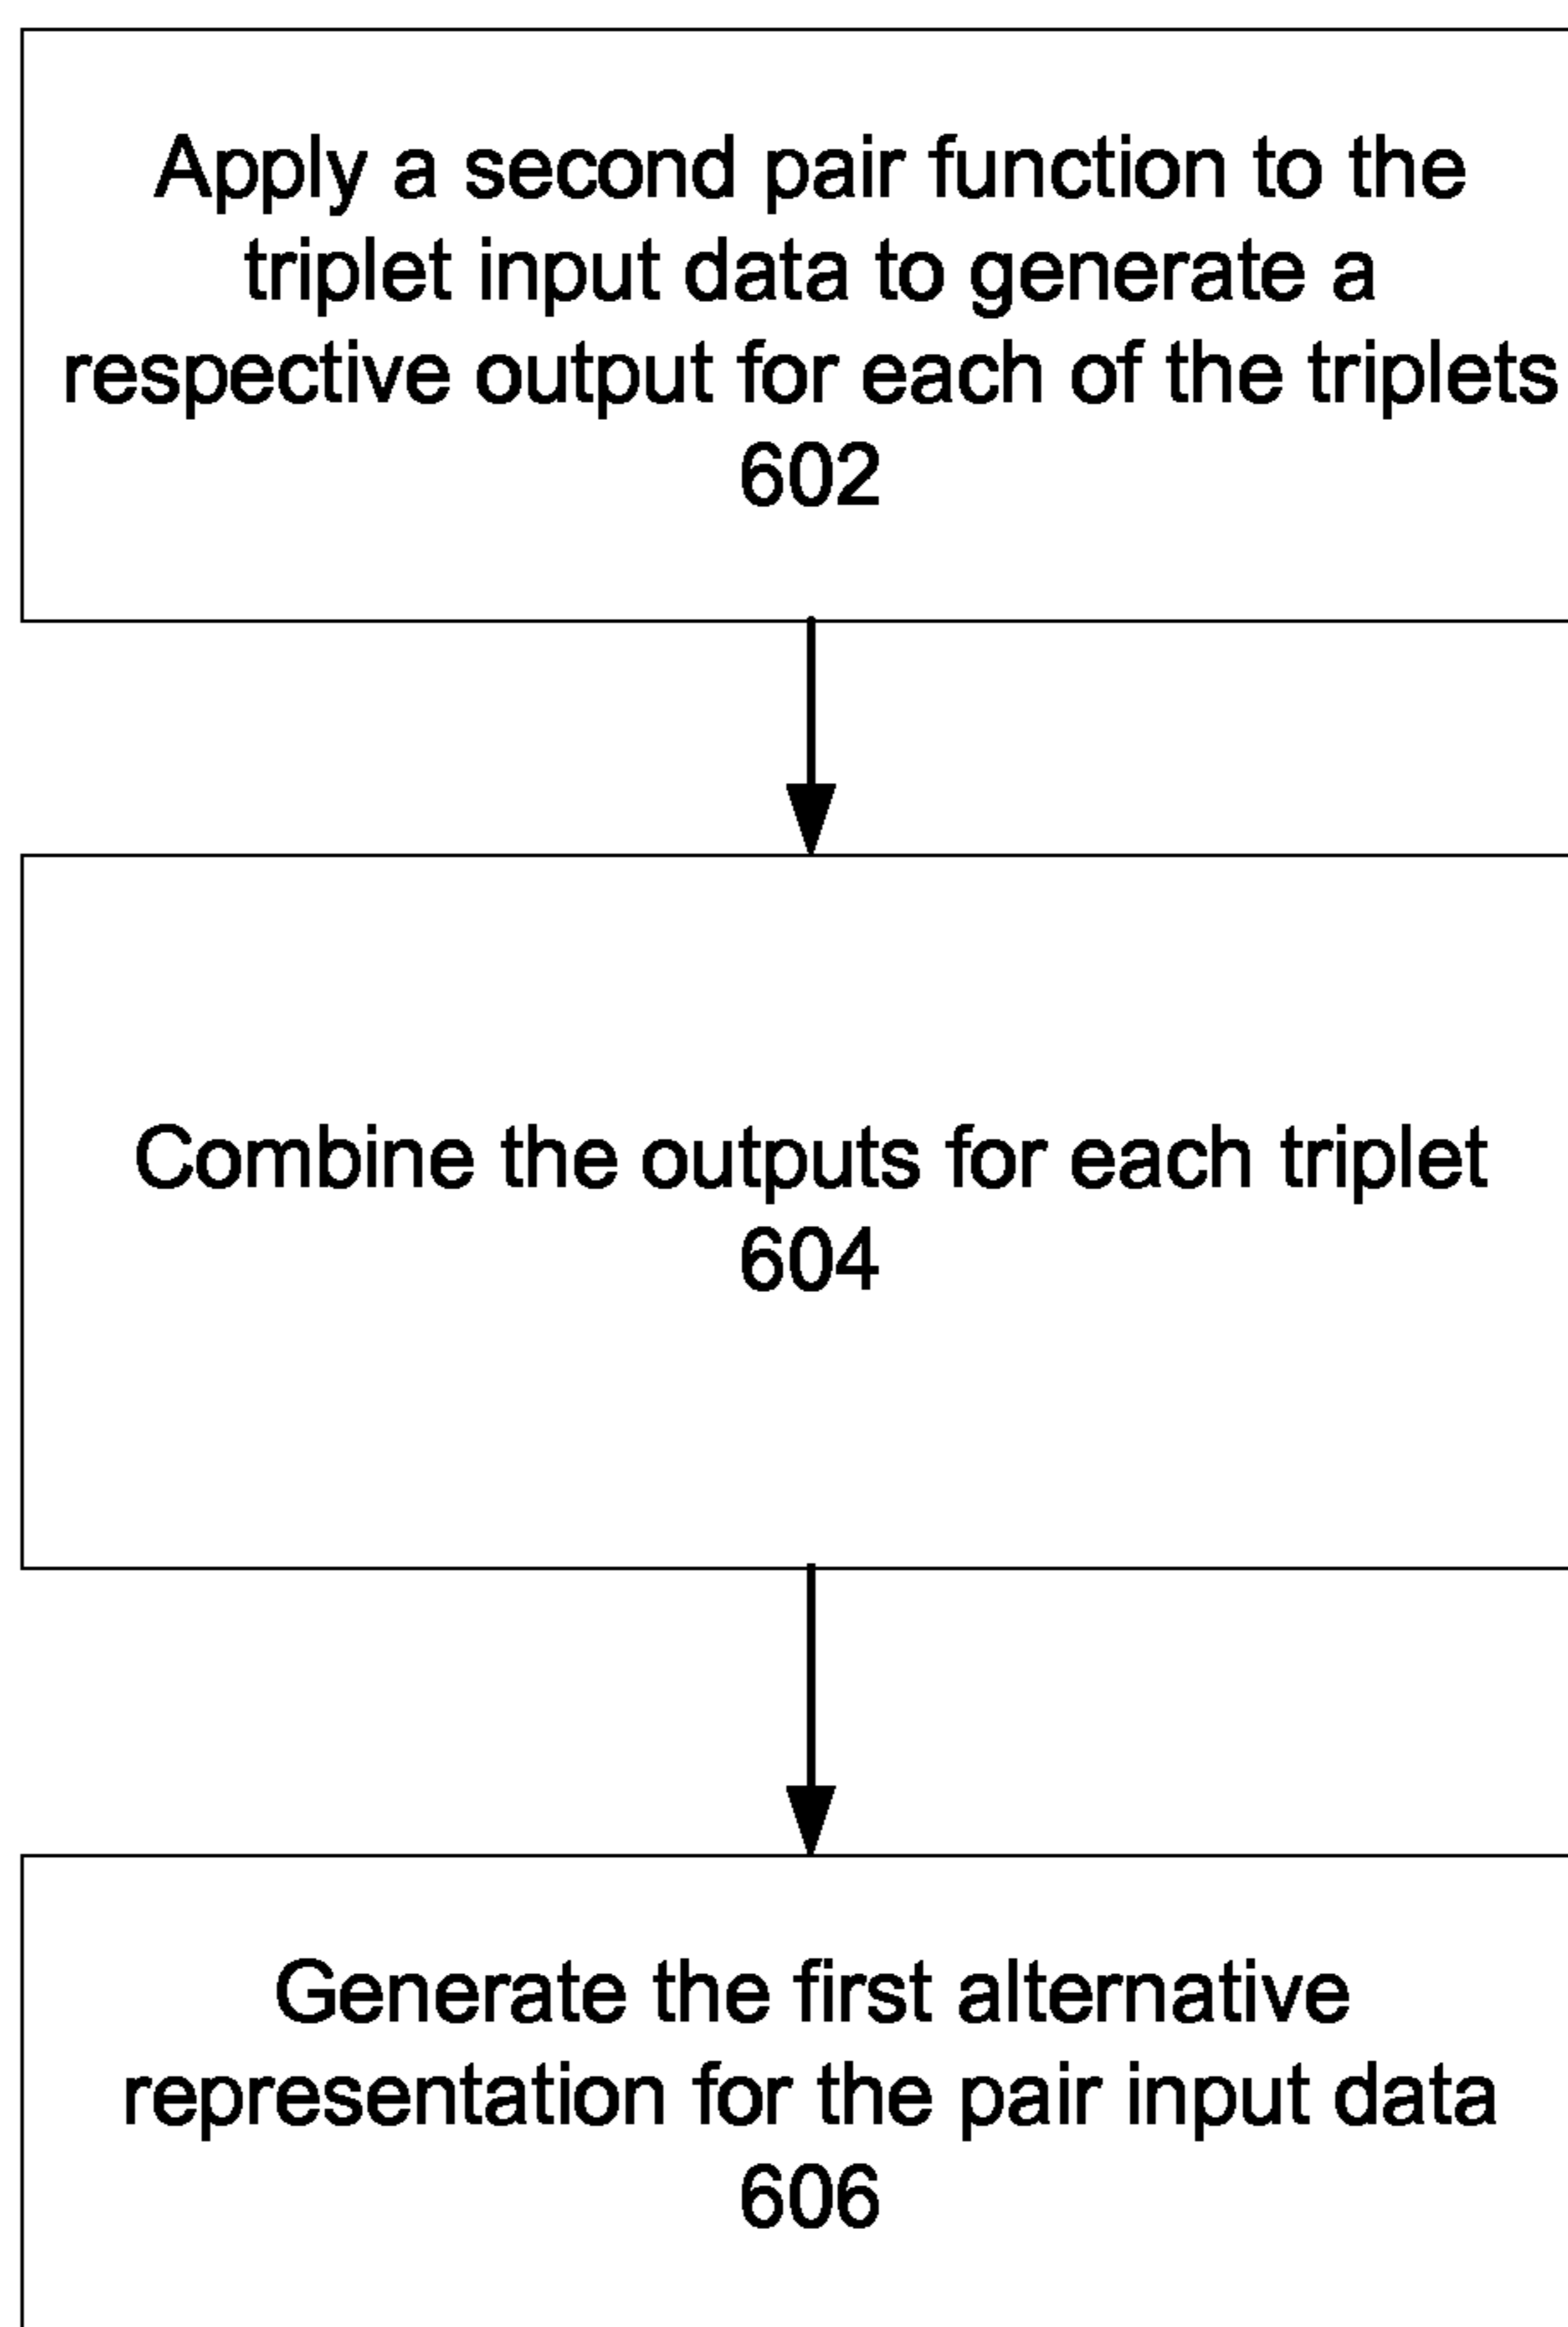 Apply a second pair function to the
triplet input data to generate a
respective output for each of the triplets
602
Combine the outputs for each triplet
604
Generate the first alternative
representation for the pair input data
606